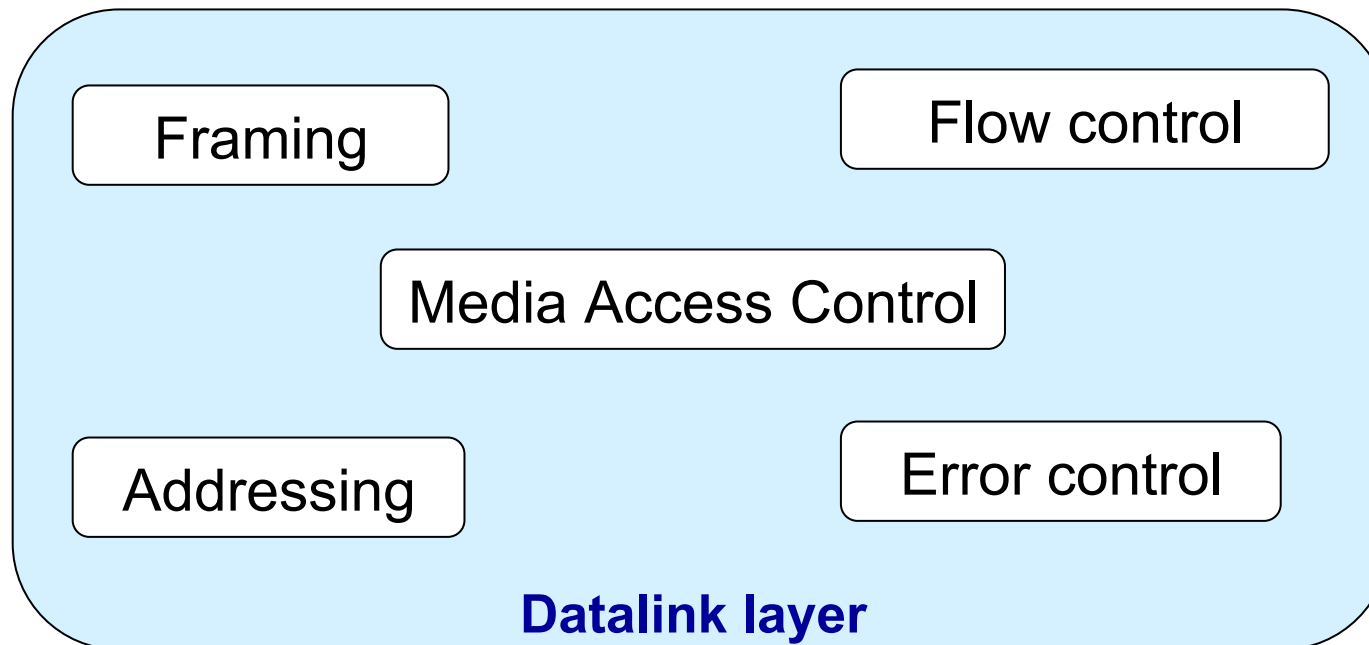 Framing
Flow control
Media Access Control
Addressing
Error control
Datalink layer